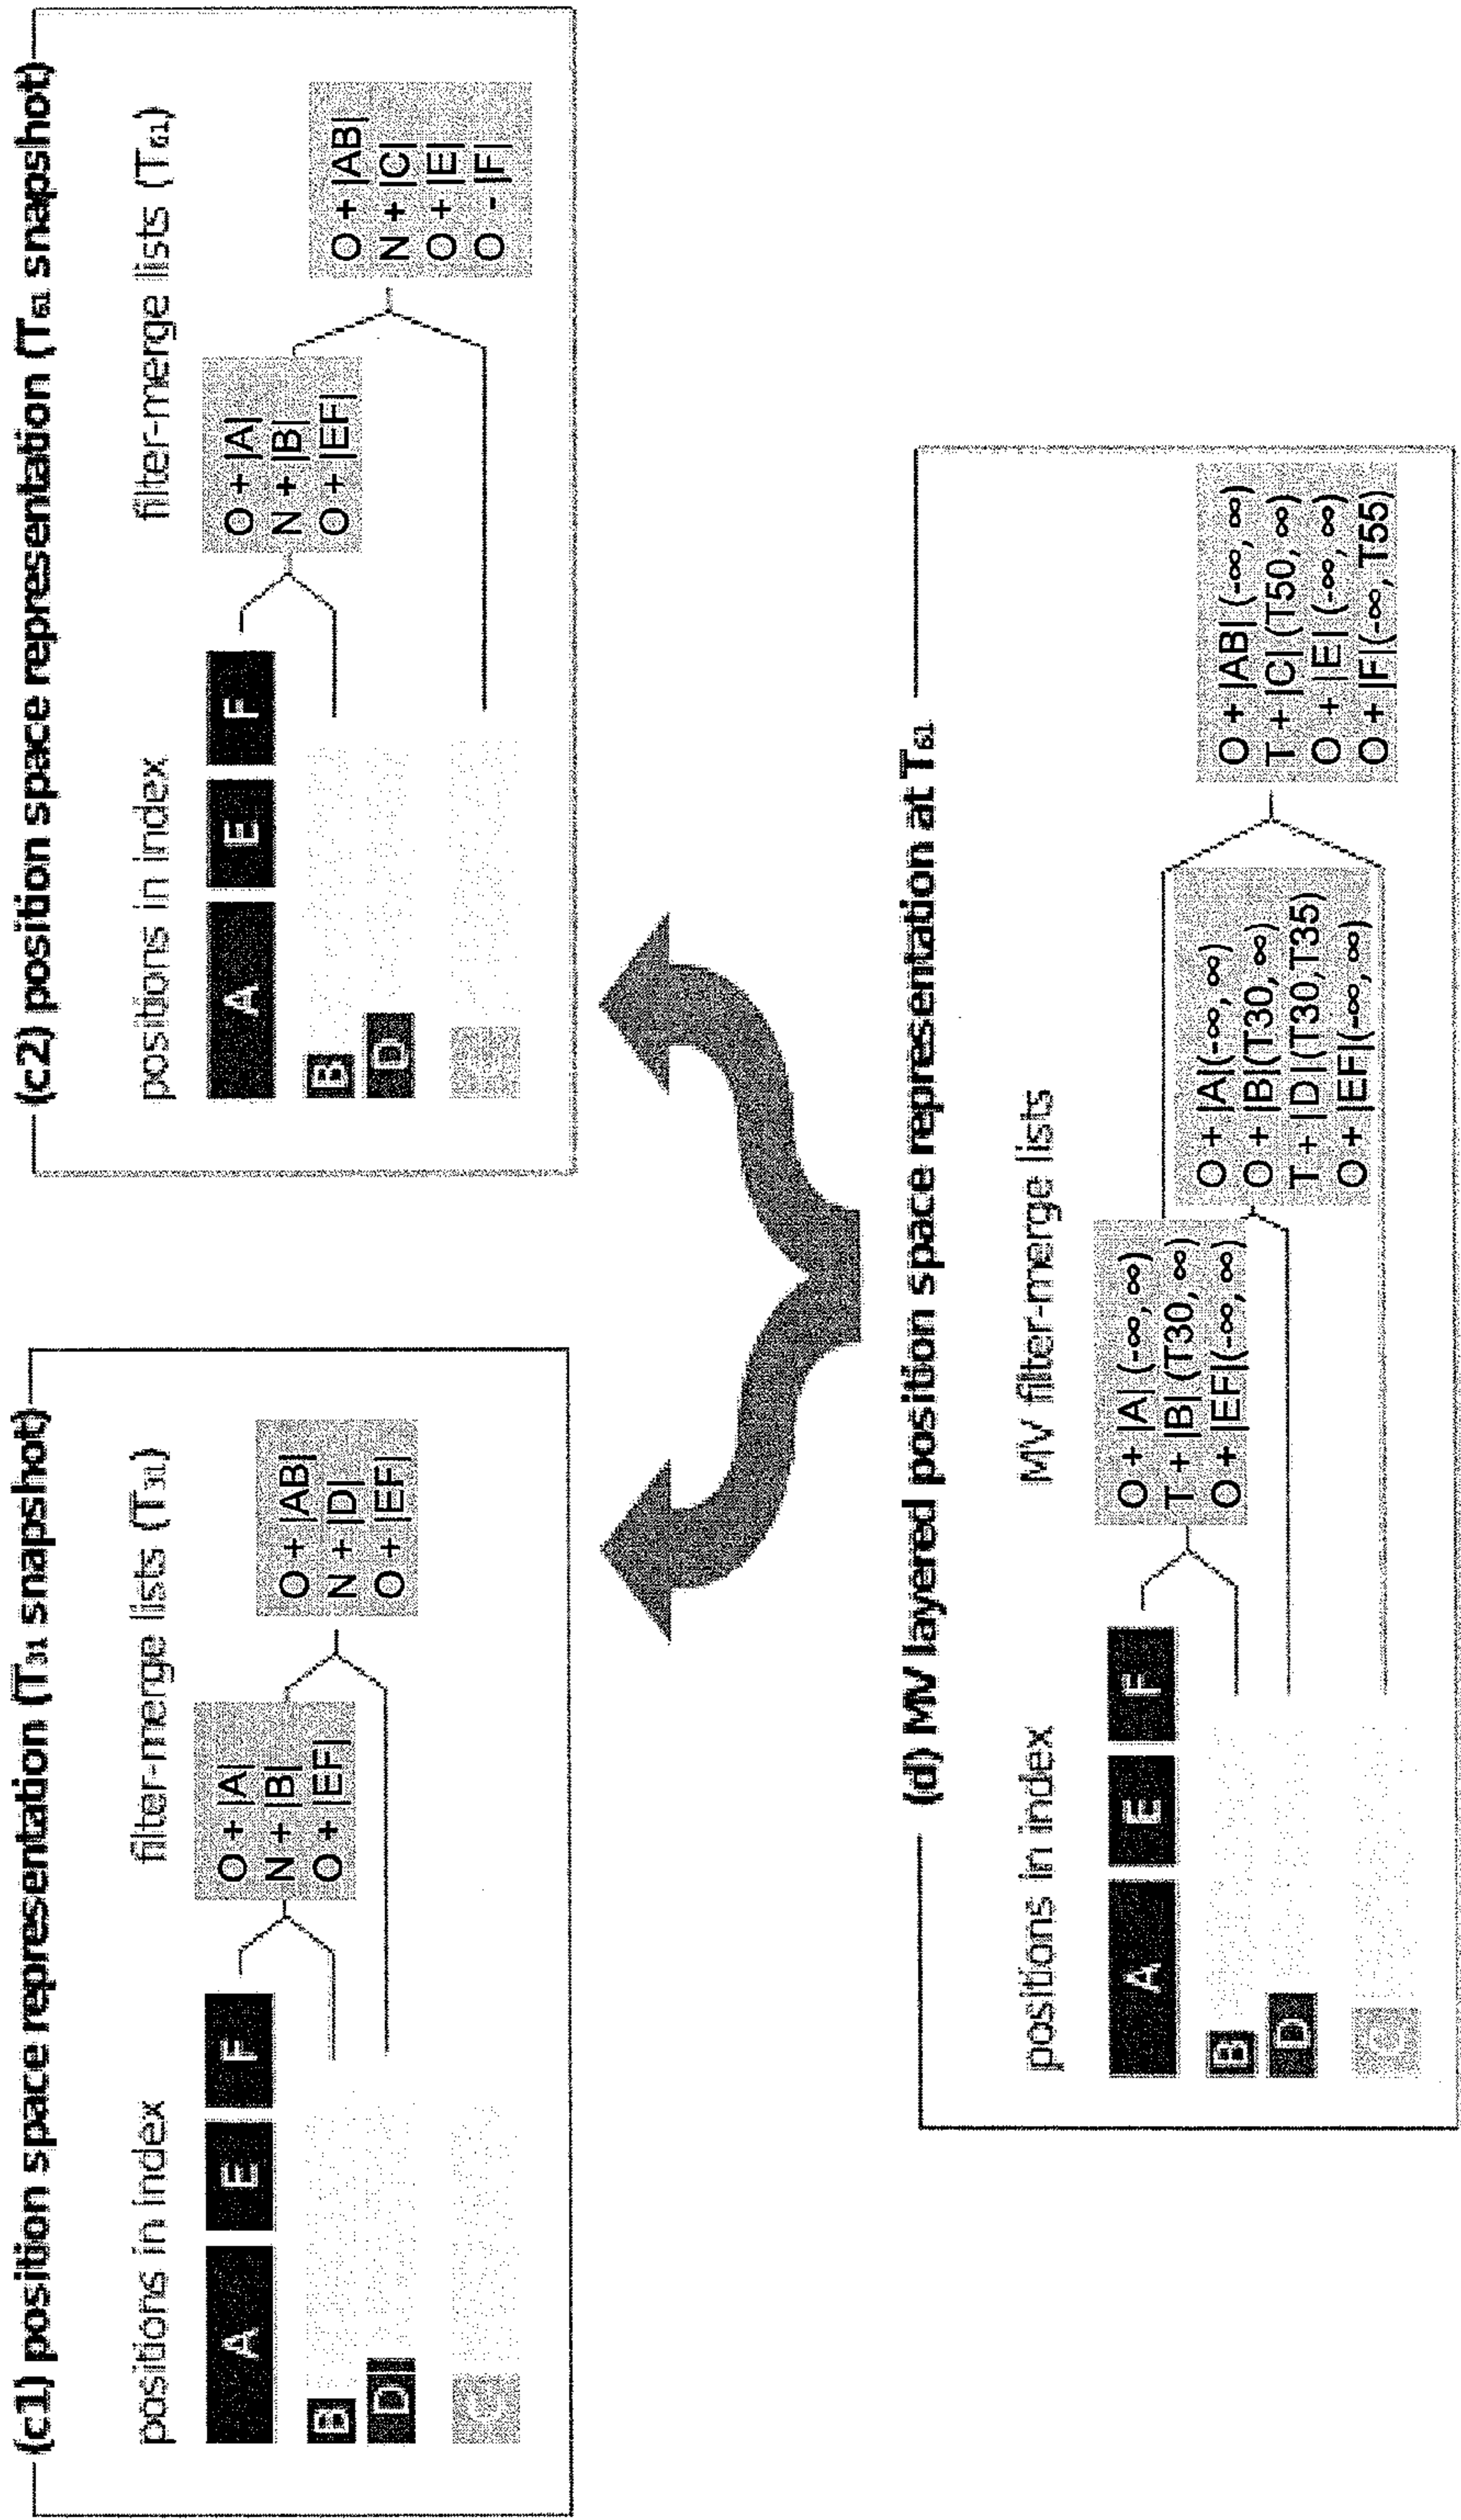 (c1) position space representation (T31 snapshot)
positions in index
filter-merge lists (T31)
A E F
B
D
C
O + |A|
N + |B|
O + |EF|
O + |AB|
N + |D|
O + |EF|
(c2) position space representation (T61 snapshot)
positions in index
filter-merge lists (T61)
A E F
B
D
C
O + |A|
N + |B|
O + |EF|
O + |AB|
N + |C|
O + |E|
O - |F|
(d) MV layered position space representation at T61
positions in index
MV filter-merge lists
A E F
B
D
C
O + |A| (-∞, ∞)
T + |B| (T30, ∞)
O + |EF|(-∞, ∞)
O + |A|(-∞, ∞)
O + |B|(T30, ∞)
T + |D|(T30,T35)
O + |EF|(-∞, ∞)
O + |AB| (-∞, ∞)
T + |C| (T50, ∞)
O + |E| (-∞, ∞)
O + |F|(-∞, T55)